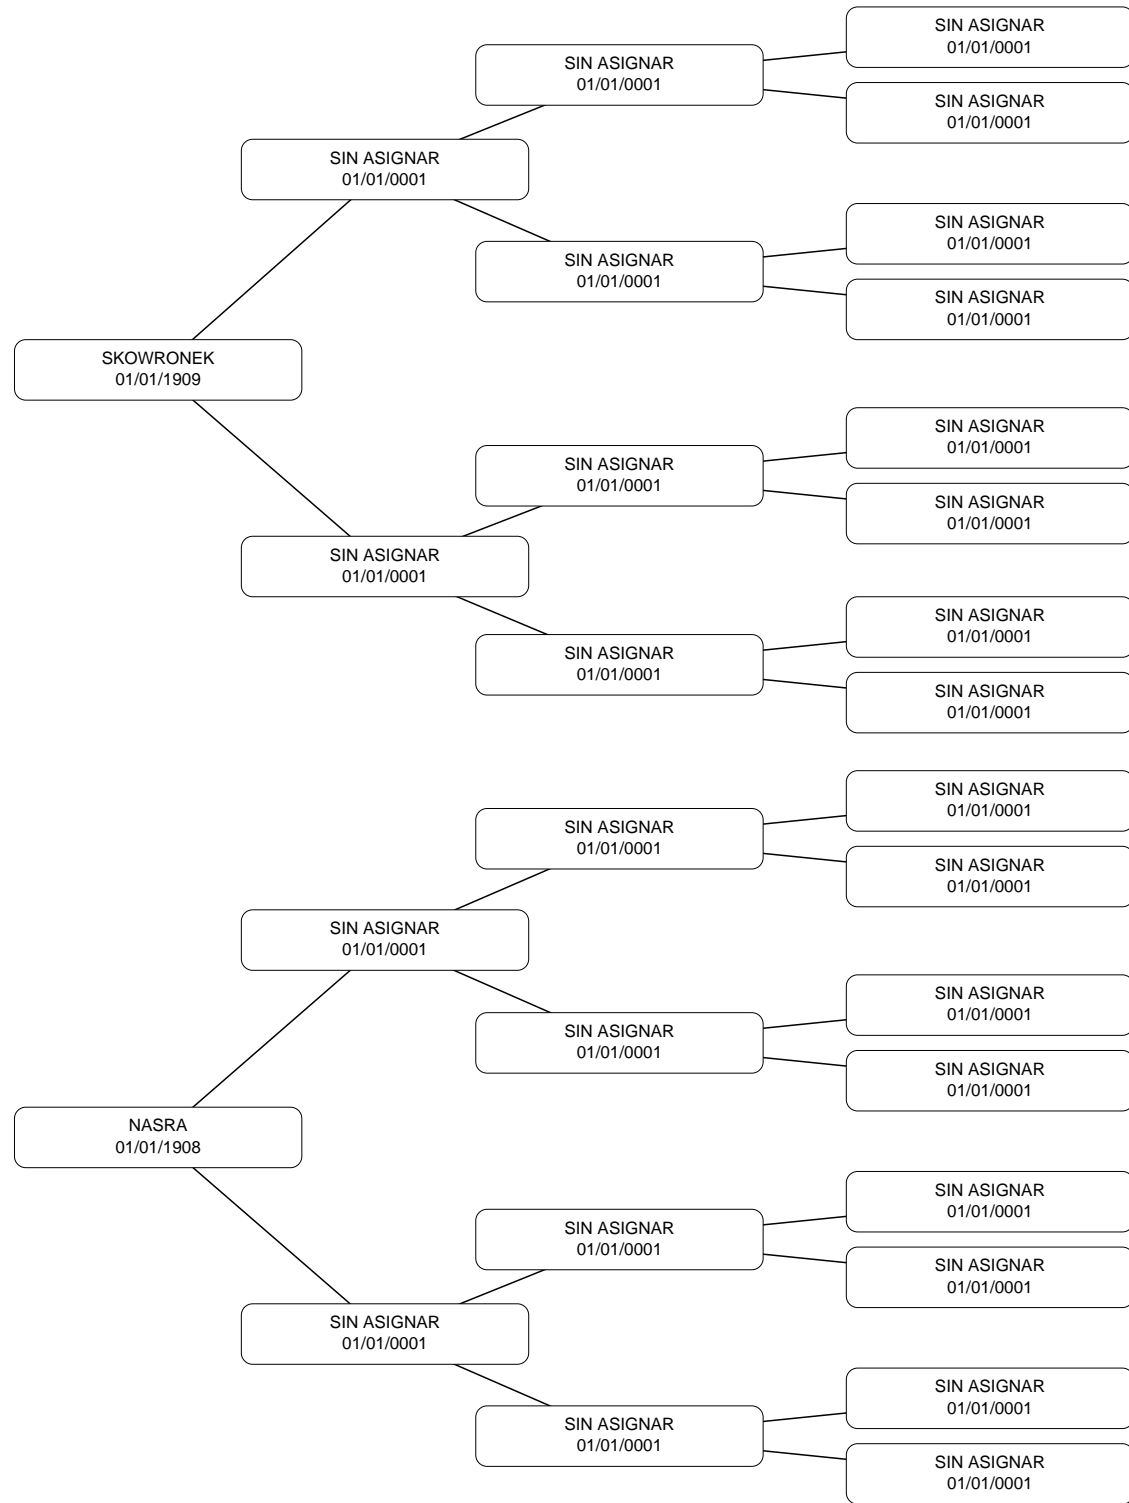 SIN ASIGNAR
01/01/0001
SIN ASIGNAR
01/01/0001
SIN ASIGNAR
01/01/0001
SIN ASIGNAR
01/01/0001
SIN ASIGNAR
01/01/0001
SIN ASIGNAR
01/01/0001
SIN ASIGNAR
01/01/0001
SKOWRONEK
01/01/1909
SIN ASIGNAR
01/01/0001
SIN ASIGNAR
01/01/0001
SIN ASIGNAR
01/01/0001
SIN ASIGNAR
01/01/0001
SIN ASIGNAR
01/01/0001
SIN ASIGNAR
01/01/0001
SIN ASIGNAR
01/01/0001
SIN ASIGNAR
01/01/0001
SIN ASIGNAR
01/01/0001
SIN ASIGNAR
01/01/0001
SIN ASIGNAR
01/01/0001
SIN ASIGNAR
01/01/0001
SIN ASIGNAR
01/01/0001
SIN ASIGNAR
01/01/0001
NASRA
01/01/1908
SIN ASIGNAR
01/01/0001
SIN ASIGNAR
01/01/0001
SIN ASIGNAR
01/01/0001
SIN ASIGNAR
01/01/0001
SIN ASIGNAR
01/01/0001
SIN ASIGNAR
01/01/0001
SIN ASIGNAR
01/01/0001